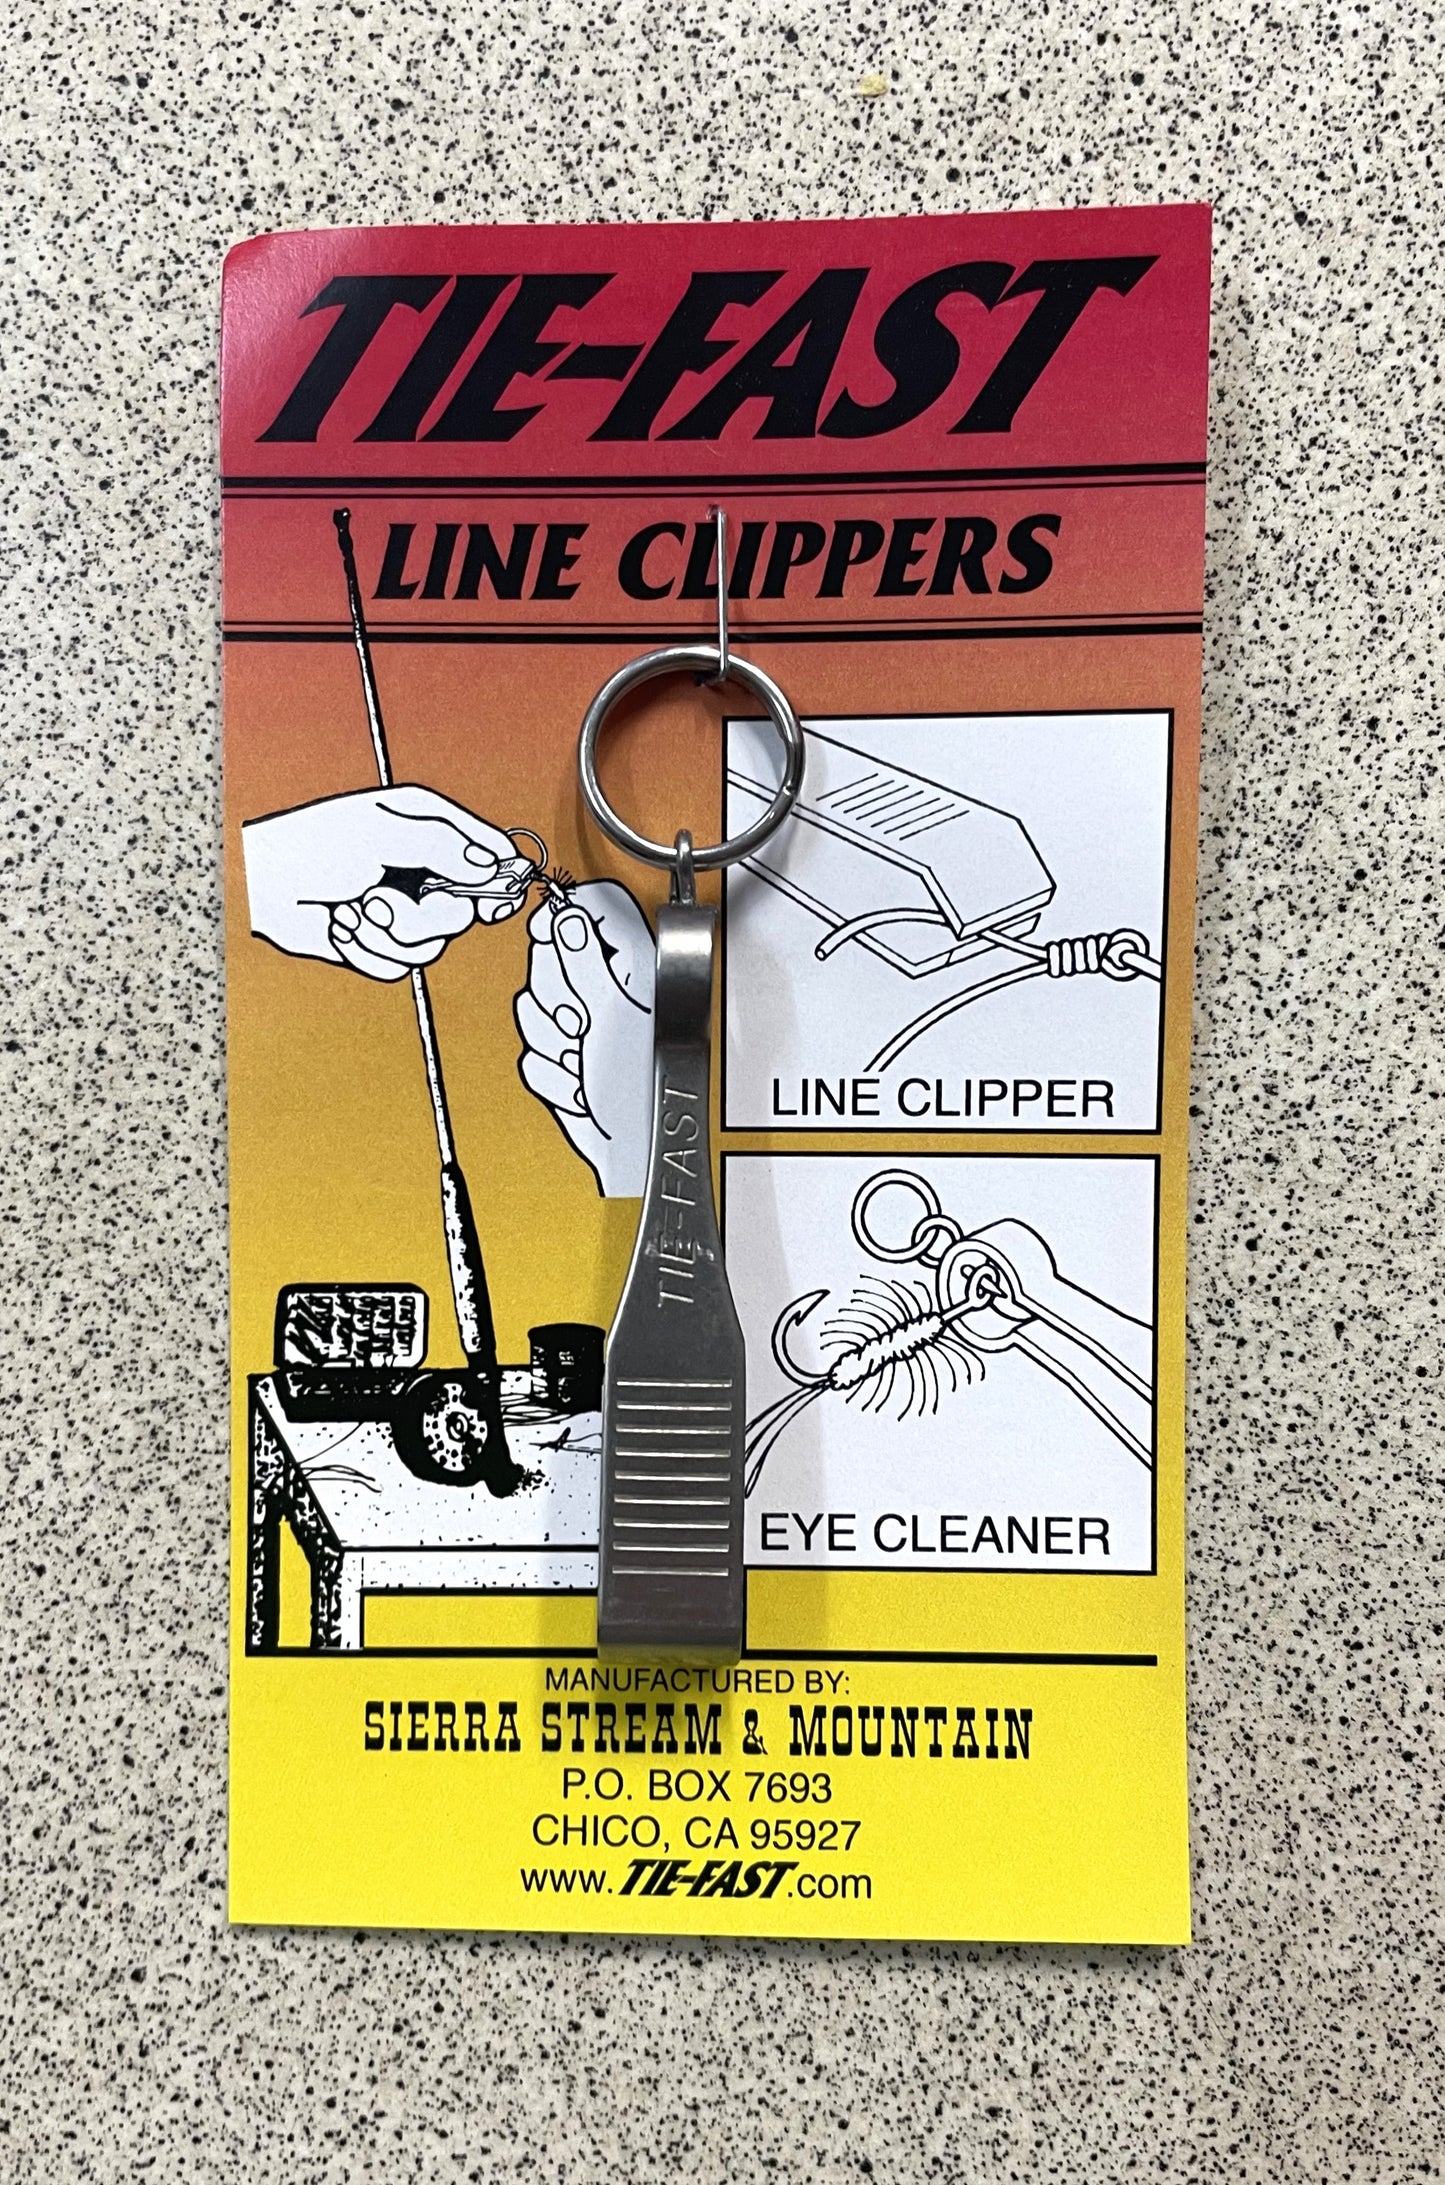 TIE-FAST
LINE CLIPPERS
TIE-FAST
LINE CLIPPER
EYE CLEANER
MANUFACTURED BY:
SIERRA STREAM & MOUNTAIN
P.O. BOX 7693
CHICO, CA 95927
www.TIE-FAST.com